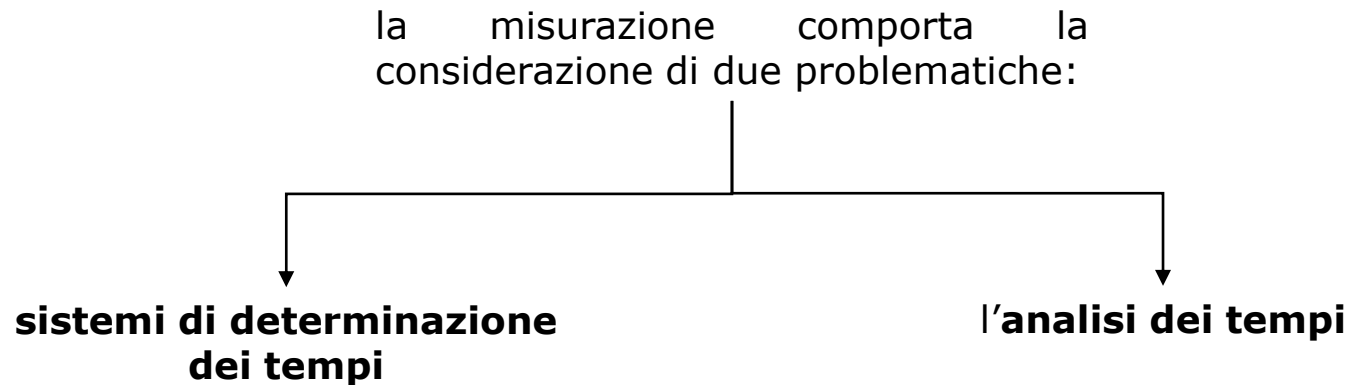 la misurazione comporta la
considerazione di due problematiche:
sistemi di determinazione
dei tempi
l’analisi dei tempi